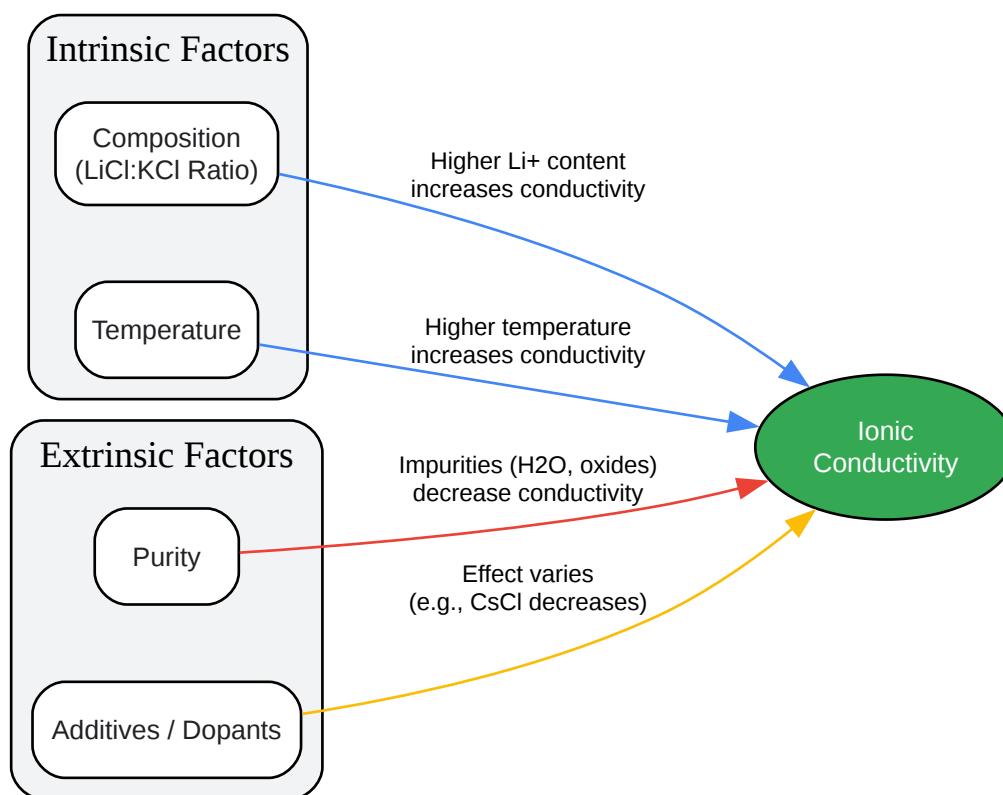 Intrinsic Factors
Composition
(LiCl:KCl Ratio)
Higher Li+ content
increases conductivity
Temperature
Higher temperature
increases conductivity
Ionic
Conductivity
Extrinsic Factors
Impurities (H2O, oxides)
decrease conductivity
Purity
Effect varies
(e.g., CsCl decreases)
Additives / Dopants